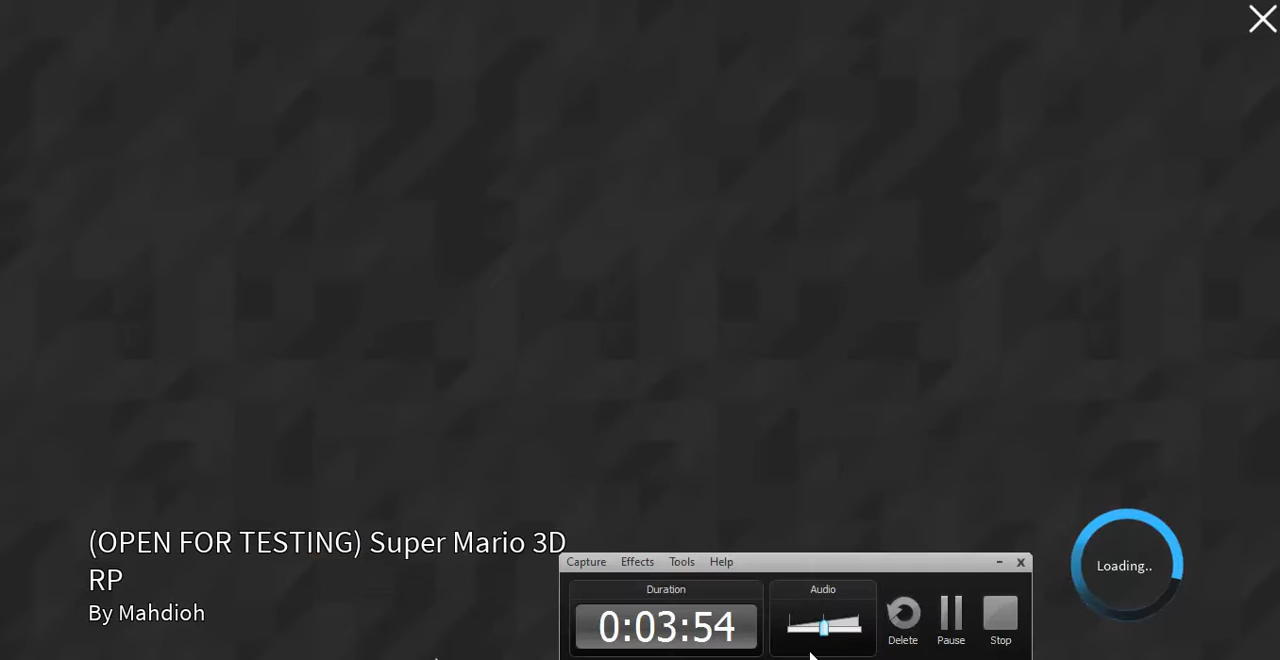 (OPEN FOR TESTING) Super Mario 3D
RP
By Mahdioh
Loading..
Capture Effects Tools Help
Duration
Audio
0:03:54
Delete Pause Stop